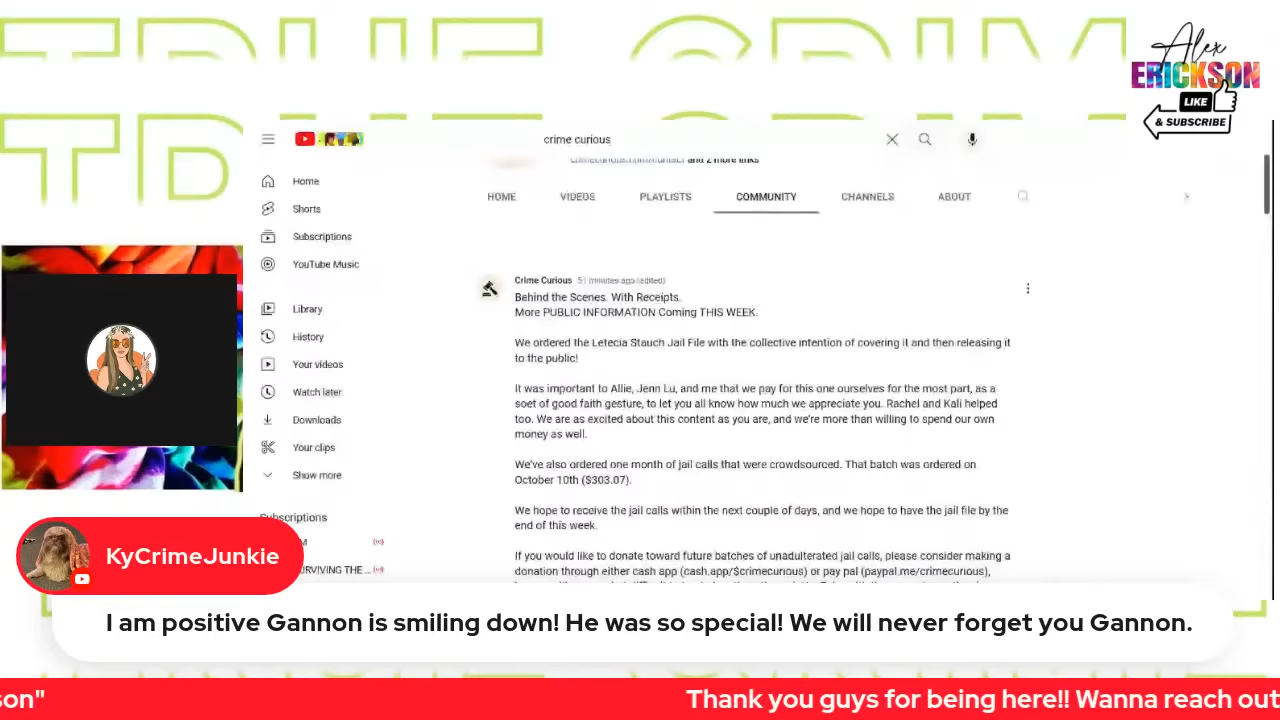 TRUE CRIM
Alex
ERICKSON
LIKE
& SUBSCRIBE
crime curious
and 2 more links
Home
Shorts
Subscriptions
YouTube Music
Library
History
Your videos
Watch later
Downloads
Your clips
Show more
Subscriptions
HOME VIDEOS PLAYLISTS COMMUNITY CHANNELS ABOUT
Crime Curious 51 minutes ago (edited)
Behind the Scenes. With Receipts.
More PUBLIC INFORMATION Coming THIS WEEK.
We ordered the Letecia Stauch Jail File with the collective intention of covering it and then releasing it
to the public!
It was important to Allie, Jenn Lu, and me that we pay for this one ourselves for the most part, as a
soet of good faith gesture, to let you all know how much we appreciate you. Rachel and Kali helped
too. We are as excited about this content as you are, and we're more than willing to spend our own
money as well.
We've also ordered one month of jail calls that were crowdsourced. That batch was ordered on
October 10th ($303.07).
We hope to receive the jail calls within the next couple of days, and we hope to have the jail file by the
end of this week.
If you would like to donate toward future batches of unadulterated jail calls, please consider making a
donation through either cash app (cash.app/$crimecurious) or pay pal (paypal.me/crimecurious),
URVIVING THE ...
KyCrimeJunkie
I am positive Gannon is smiling down! He was so special! We will never forget you Gannon.
son" Thank you guys for being here!! Wanna reach out